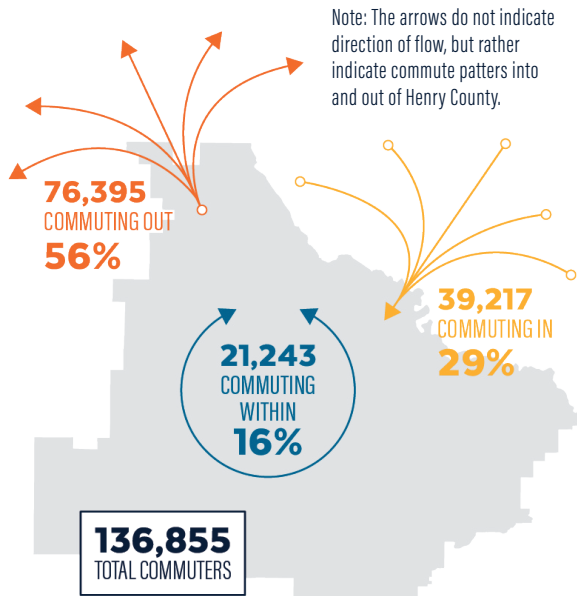 Note: The arrows do not indicate
direction of flow, but rather
indicate commute patters into
and out of Henry County.
76,395
COMMUTING OUT
56%
39,217
COMMUTING IN
29%
21,243
COMMUTING
WITHIN
16%
136,855
TOTAL COMMUTERS